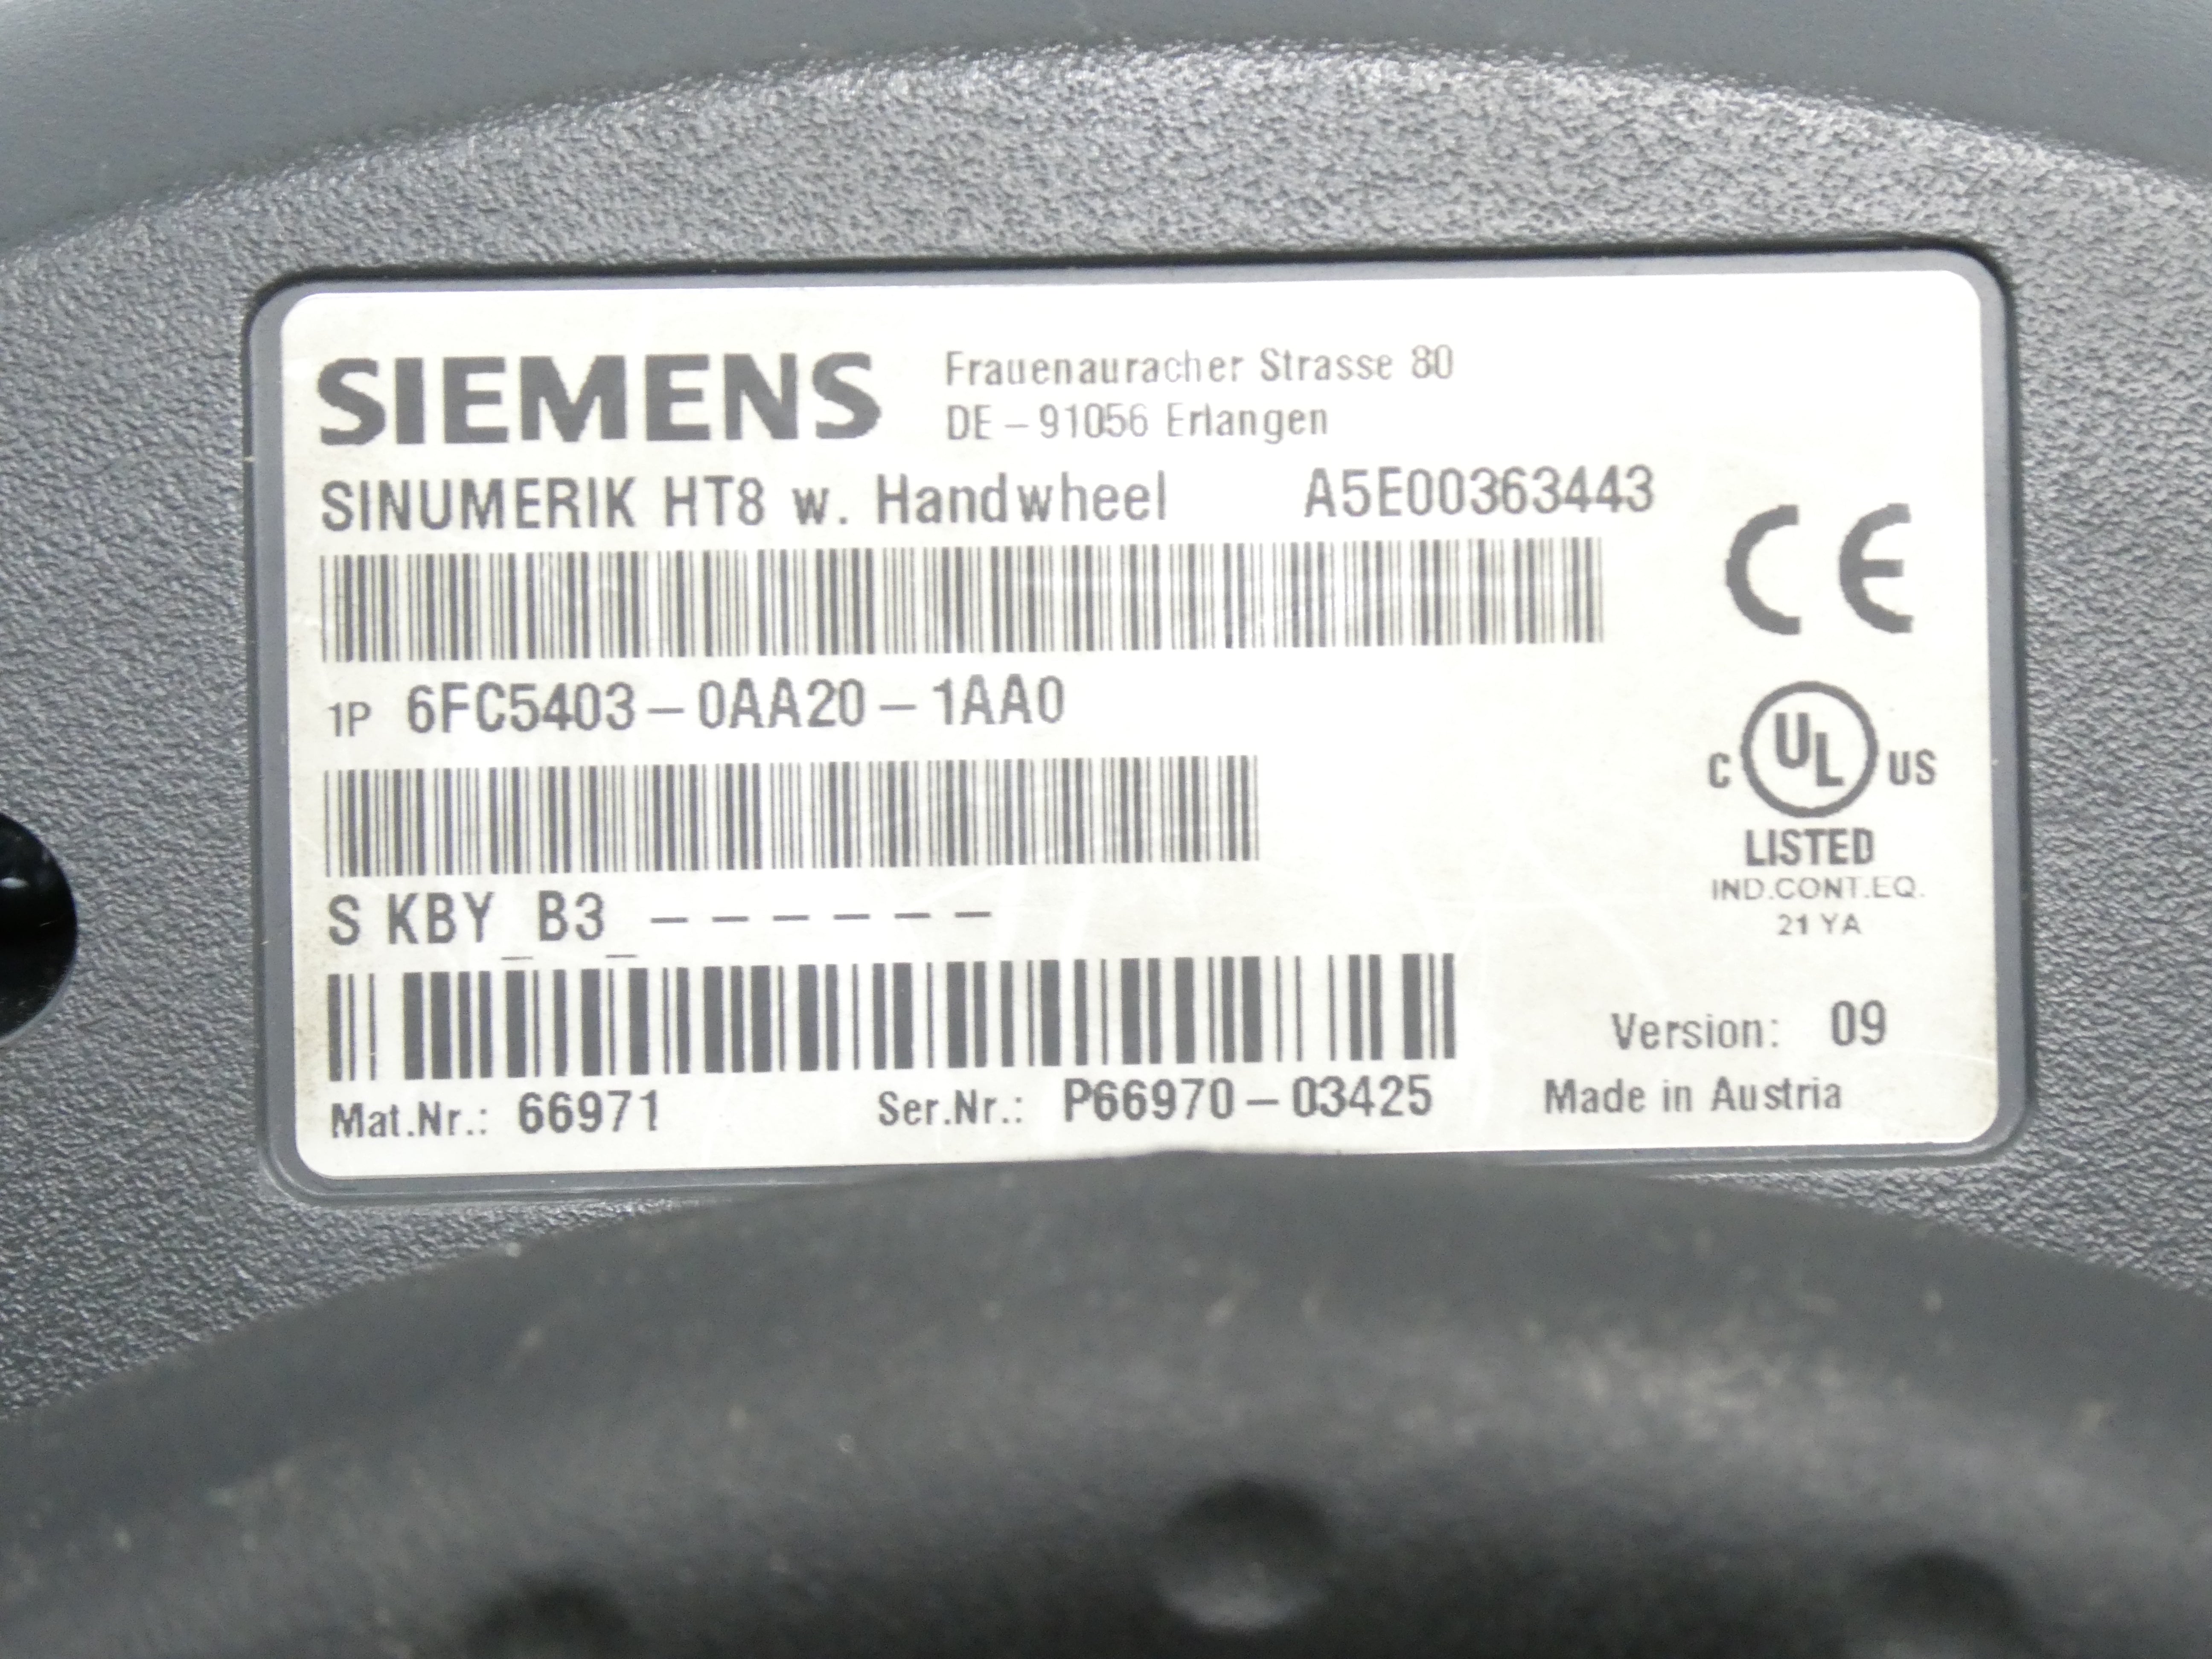 SIEMENS
Frauenauracher Strasse 80
DE-91056 Erlangen
SINUMERIK HT8 w. Handwheel A5E00363443
1P 6FC5403-0AA20-1AA0
S KBY_B3_------
Mat.Nr.: 66971 Ser.Nr.: P66970-03425
CE
C UL US
LISTED
IND.CONT.EQ.
21 YA
Version: 09
Made in Austria